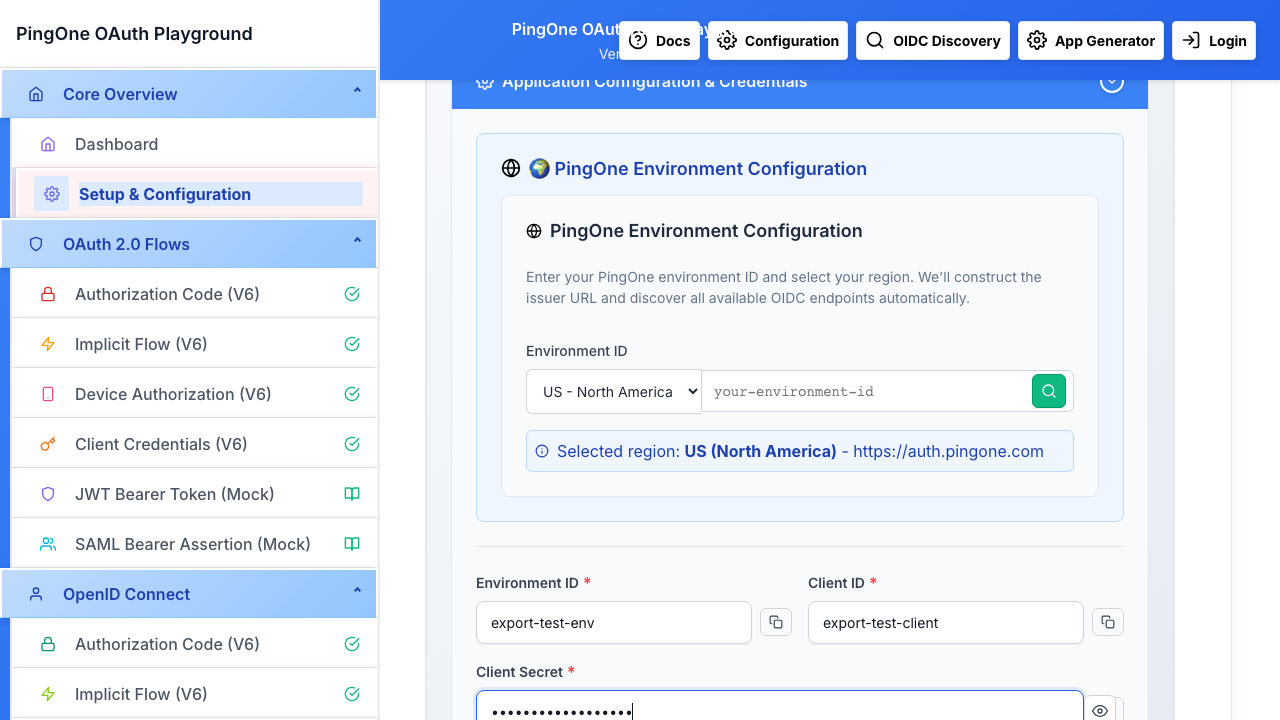 PingOne OAuth Playground
Core Overview
Dashboard
Setup & Configuration
OAuth 2.0 Flows
Authorization Code (V6)
Implicit Flow (V6)
Device Authorization (V6)
Client Credentials (V6)
JWT Bearer Token (Mock)
SAML Bearer Assertion (Mock)
OpenID Connect
Authorization Code (V6)
Implicit Flow (V6)
PingOne OAu
Ver
Docs
Configuration
OIDC Discovery
App Generator
Login
Application Configuration & Credentials
🌍 PingOne Environment Configuration
PingOne Environment Configuration
Enter your PingOne environment ID and select your region. We'll construct the
issuer URL and discover all available OIDC endpoints automatically.
Environment ID
US - North America
your-environment-id
Selected region: US (North America) - https://auth.pingone.com
Environment ID *
Client ID *
export-test-env
export-test-client
Client Secret *
••••••••••••••••••